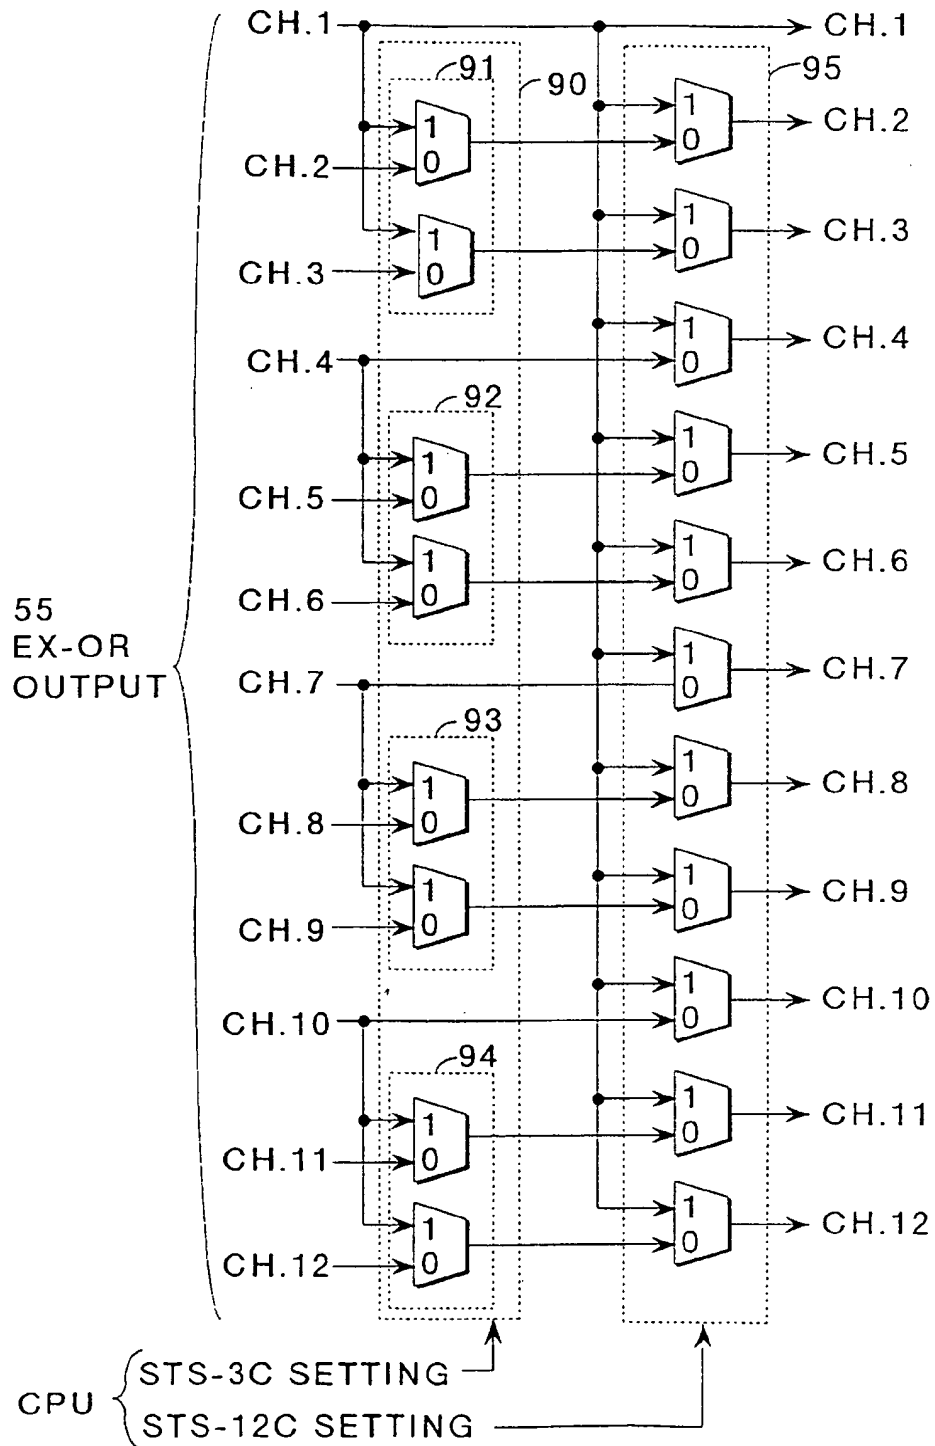 CH.1 CH.1
91 90 95
1 1
0 0 CH.2
CH.2
1 1 CH.3
0 0
CH.3
1 CH.4
CH.4 0
92
1 1 CH.5
CH.5 0 0
1 1 CH.6
CH.6 0 0
55
EX-OR
OUTPUT
1 CH.7
CH.7 0
93
1 1 CH.8
CH.8 0 0
1 1 CH.9
CH.9 0 0
1 CH.10
CH.10 0
94
1 1 CH.11
CH.11 0 0
1 1 CH.12
CH.12 0 0
CPU
STS-3C SETTING
STS-12C SETTING